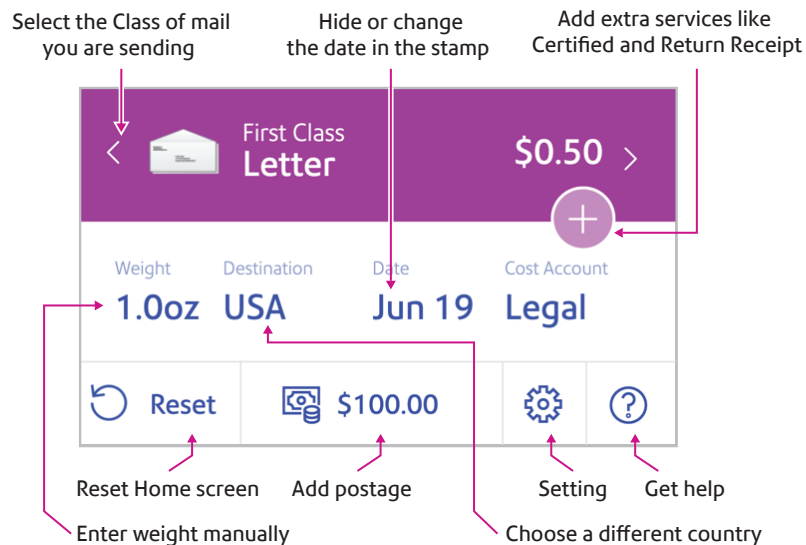 Select the Class of mail
you are sending
Hide or change
the date in the stamp
Add extra services like
Certified and Return Receipt
First Class
Letter
$0.50
Weight
Destination
Date
Cost Account
1.0oz
USA
Jun 19
Legal
Reset
$100.00
Reset Home screen
Add postage
Setting
Get help
Enter weight manually
Choose a different country